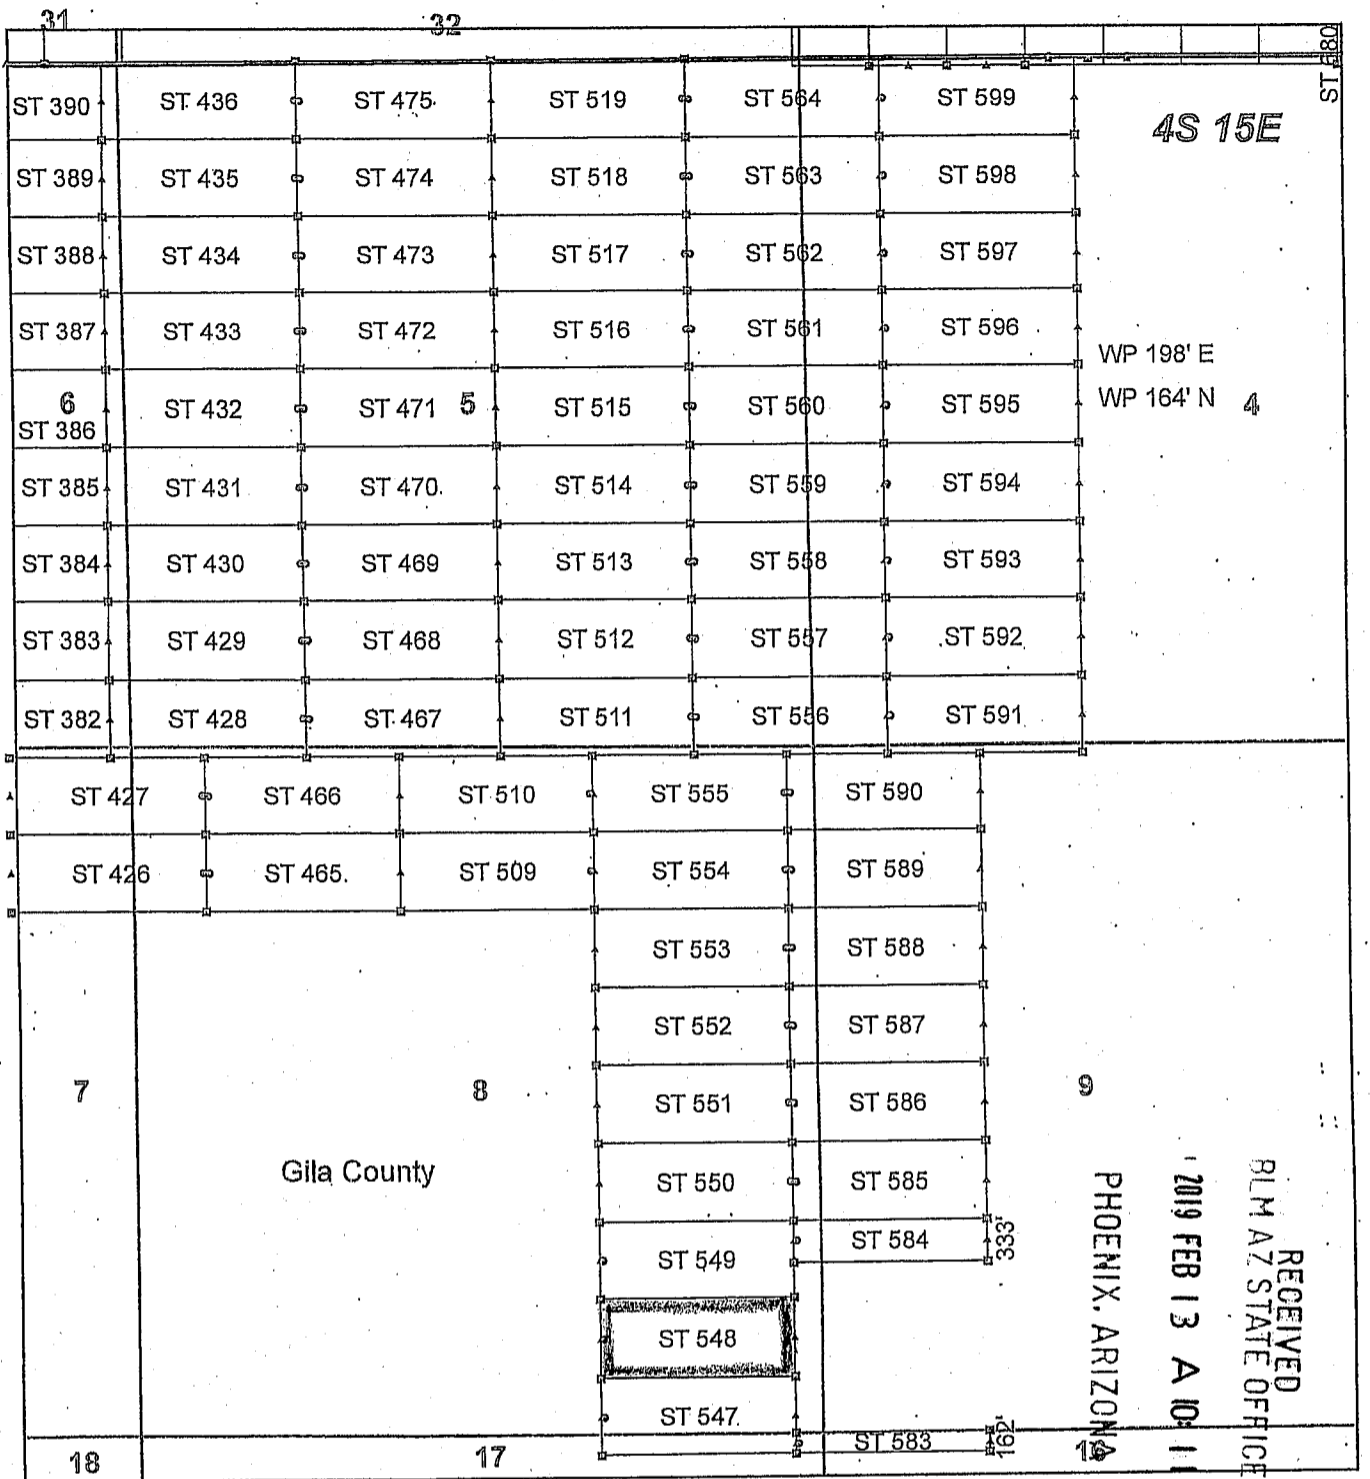 31 32
ST 680
ST 390 ST 436 ST 475 ST 519 ST 564 ST 599
4S 15E
ST 389 ST 435 ST 474 ST 518 ST 563 ST 598
ST 388 ST 434 ST 473 ST 517 ST 562 ST 597
ST 387 ST 433 ST 472 ST 516 ST 561 ST 596
WP 198' E
6 ST 432 ST 471 5 ST 515 ST 560 ST 595 WP 164' N 4
ST 386
ST 385 ST 431 ST 470 ST 514 ST 559 ST 594
ST 384 ST 430 ST 469 ST 513 ST 558 ST 593
ST 383 ST 429 ST 468 ST 512 ST 557 ST 592
ST 382 ST 428 ST 467 ST 511 ST 556 ST 591
ST 427 ST 466 ST 510 ST 555 ST 590
ST 426 ST 465 ST 509 ST 554 ST 589
ST 553 ST 588
ST 552 ST 587
7 8 9
ST 551 ST 586
Gila County
ST 550 ST 585
ST 584 333'
ST 549
ST 548
ST 547
ST 583 162'
18 17 16
RECEIVED
BLM AZ STATE OFFICE
2019 FEB 13 A 10:
PHOENIX, ARIZONA